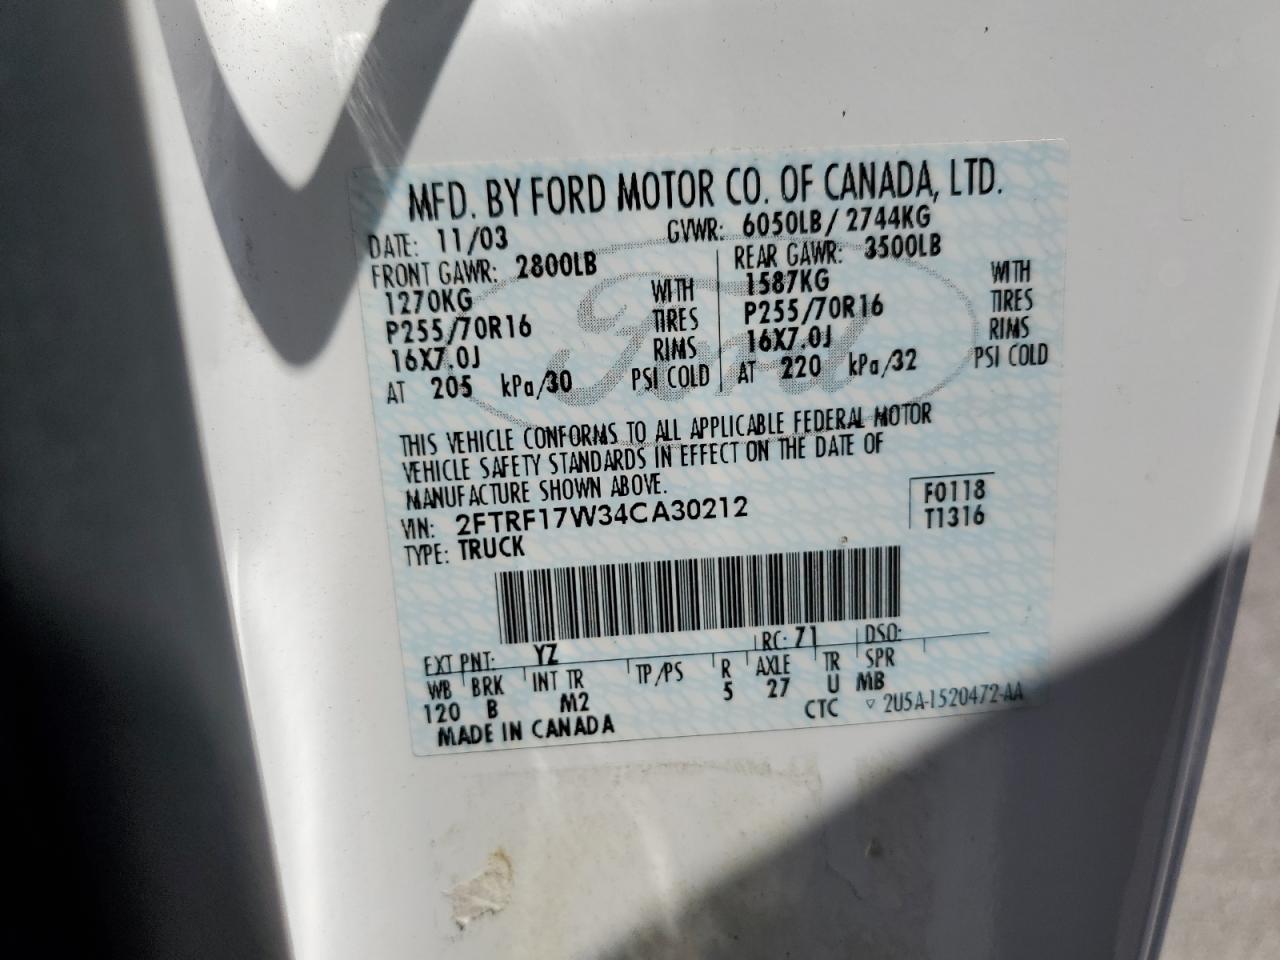 MFD. BY FORD MOTOR CO. OF CANADA, LTD.
DATE: 11/03 GVWR: 6050LB / 2744KG
FRONT GAWR: 2800LB REAR GAWR: 3500LB
1270KG WITH 1587KG WITH
P255/70R16 TIRES P255/70R16 TIRES
16X7.0J RIMS 16X7.0J RIMS
AT 205 kPa/30 PSI COLD AT 220 kPa/32 PSI COLD
Ford
THIS VEHICLE CONFORMS TO ALL APPLICABLE FEDERAL MOTOR
VEHICLE SAFETY STANDARDS IN EFFECT ON THE DATE OF
MANUFACTURE SHOWN ABOVE.
VIN: 2FTRF17W34CA30212 F0118
TYPE: TRUCK T1316
EXT PNT: YZ RC: 71 DSO:
WB BRK INT TR TP/PS R AXLE TR SPR
120 B M2 5 27 U MB
MADE IN CANADA CTC ▽ 2U5A-1520472-AA